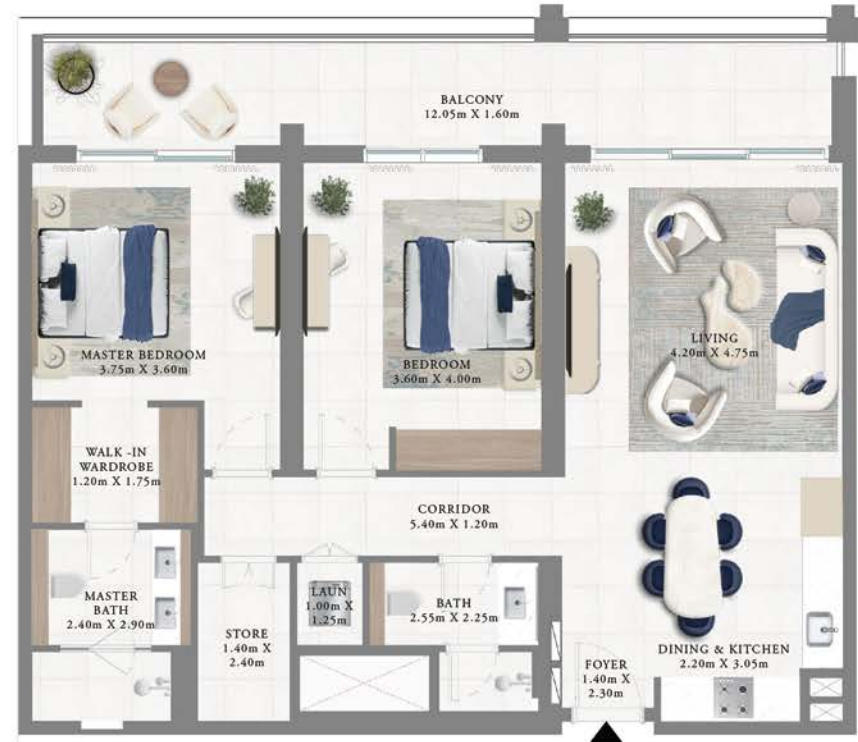 BALCONY
12.05m X 1.60m
MASTER BEDROOM
3.75m X 3.60m
BEDROOM
3.60m X 4.00m
LIVING
4.20m X 4.75m
WALK -IN
WARDROBE
1.20m X 1.75m
CORRIDOR
5.40m X 1.20m
MASTER
BATH
2.40m X 2.90m
STORE
1.40m X
2.40m
LAUN
1.00m X
1.25m
BATH
2.55m X 2.25m
FOYER
1.40m X
2.30m
DINING & KITCHEN
2.20m X 3.05m